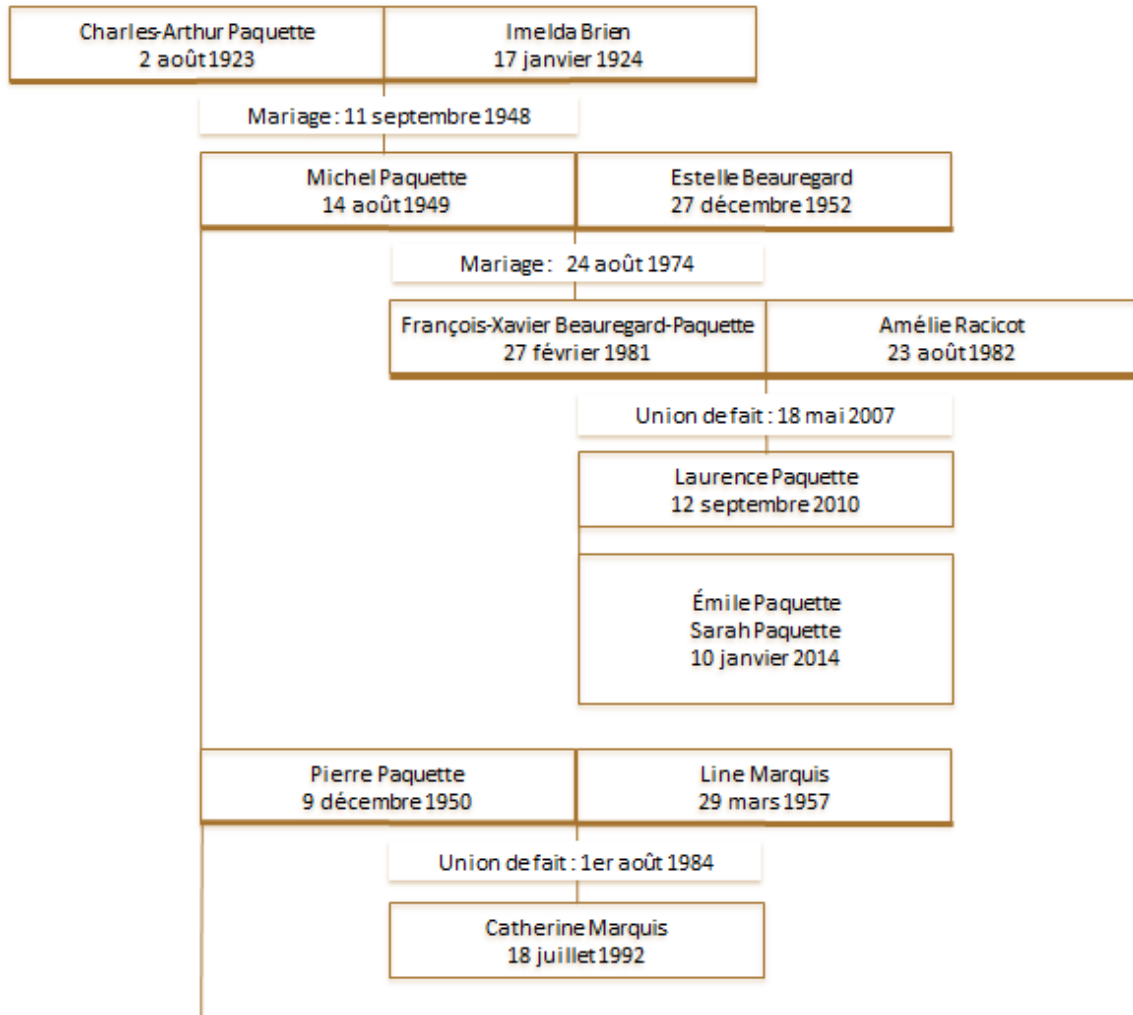 Charles-Arthur Paquette
2 août 1923
Imelda Brien
17 janvier 1924
Mariage : 11 septembre 1948
Michel Paquette
14 août 1949
Estelle Beauregard
27 décembre 1952
Mariage : 24 août 1974
François-Xavier Beauregard-Paquette
27 février 1981
Amélie Racicot
23 août 1982
Union de fait : 18 mai 2007
Laurence Paquette
12 septembre 2010
Émile Paquette
Sarah Paquette
10 janvier 2014
Pierre Paquette
9 décembre 1950
Line Marquis
29 mars 1957
Union de fait : 1er août 1984
Catherine Marquis
18 juillet 1992